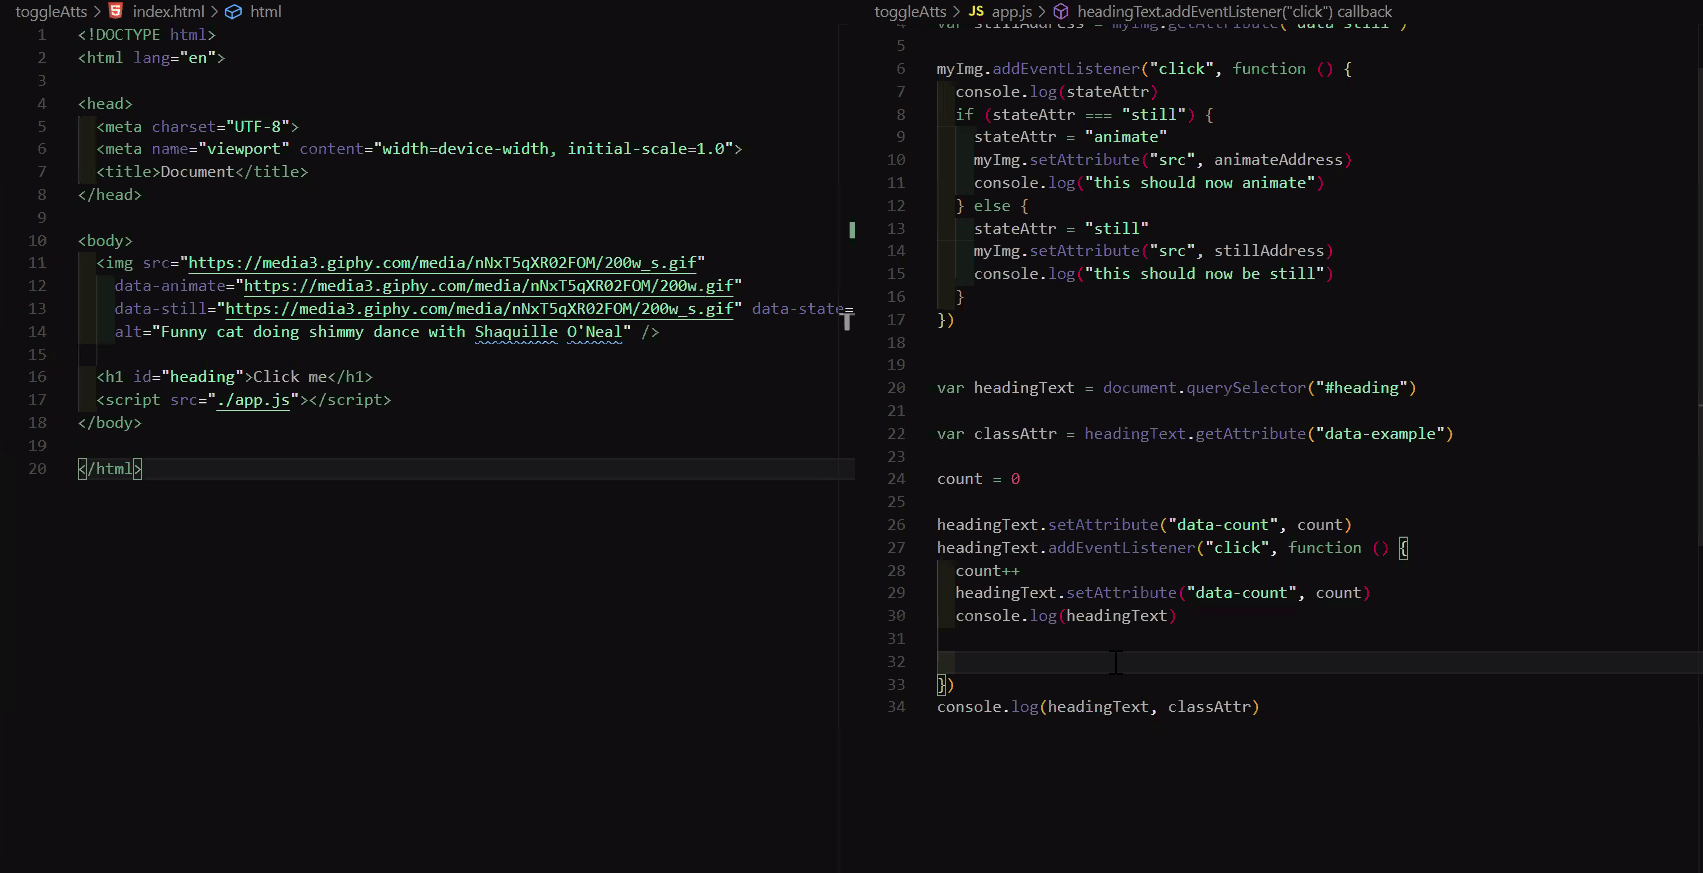 toggleAtts > index.html > html
1 <!DOCTYPE html>
2 <html lang="en">
3
4 <head>
5 <meta charset="UTF-8">
6 <meta name="viewport" content="width=device-width, initial-scale=1.0">
7 <title>Document</title>
8 </head>
9
10 <body>
11 <img src="https://media3.giphy.com/media/nNxT5qXR02FOM/200w_s.gif"
12 data-animate="https://media3.giphy.com/media/nNxT5qXR02FOM/200w.gif"
13 data-still="https://media3.giphy.com/media/nNxT5qXR02FOM/200w_s.gif" data-state=
14 alt="Funny cat doing shimmy dance with Shaquille O'Neal" />
15
16 <h1 id="heading">Click me</h1>
17 <script src="./app.js"></script>
18 </body>
19
20 </html>
toggleAtts > JS app.js > headingText.addEventListener("click") callback
4 var stillAddress = myImg.getAttribute("data-still")
5
6 myImg.addEventListener("click", function () {
7 console.log(stateAttr)
8 if (stateAttr === "still") {
9 stateAttr = "animate"
10 myImg.setAttribute("src", animateAddress)
11 console.log("this should now animate")
12 } else {
13 stateAttr = "still"
14 myImg.setAttribute("src", stillAddress)
15 console.log("this should now be still")
16 }
17 })
18
19
20 var headingText = document.querySelector("#heading")
21
22 var classAttr = headingText.getAttribute("data-example")
23
24 count = 0
25
26 headingText.setAttribute("data-count", count)
27 headingText.addEventListener("click", function () {
28 count++
29 headingText.setAttribute("data-count", count)
30 console.log(headingText)
31
32
33 })
34 console.log(headingText, classAttr)